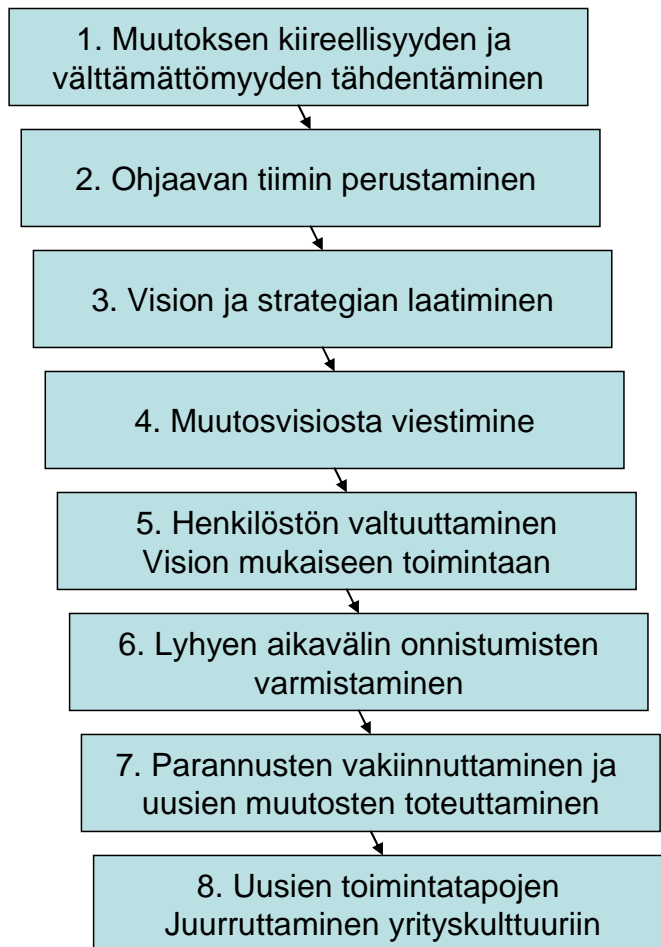 1. Muutoksen kiireellisyyden ja
välttämättömyyden tähdentäminen
2. Ohjaavan tiimin perustaminen
3. Vision ja strategian laatiminen
4. Muutosvisiosta viestimine
5. Henkilöstön valtuuttaminen
Vision mukaiseen toimintaan
6. Lyhyen aikavälin onnistumisten
varmistaminen
7. Parannusten vakiinnuttaminen ja
uusien muutosten toteuttaminen
8. Uusien toimintatapojen
Juurruttaminen yrityskulttuuriin